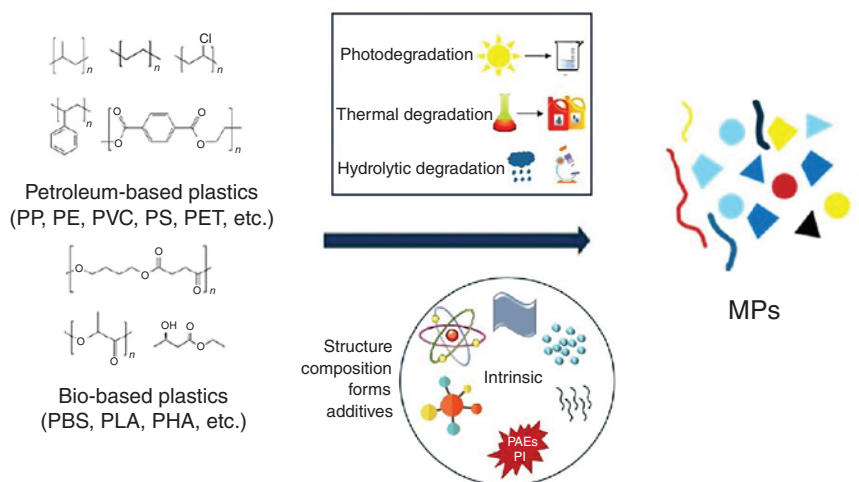 Cl
n
n
n
n
O
O
O
O
n
Petroleum-based plastics
(PP, PE, PVC, PS, PET, etc.)
O
O
O
O
n
O
O
n
OH
O
O
Bio-based plastics
(PBS, PLA, PHA, etc.)
Photodegradation
Thermal degradation
Hydrolytic degradation
Structure
composition
forms
additives
Intrinsic
PAEs
PI
MPs